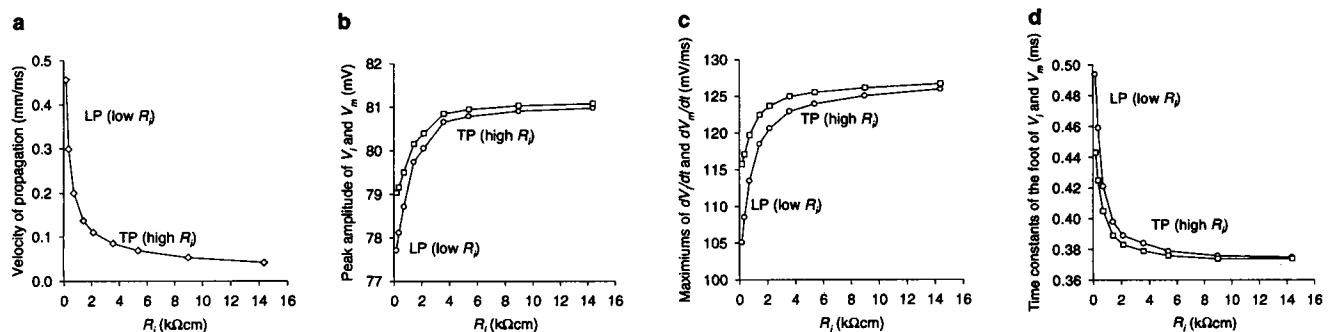 a
Velocity of propagation (mm/ms)
0.5
0.4
0.3
0.2
0.1
0.0
LP (low Ri)
TP (high Ri)
0 2 4 6 8 10 12 14 16
Ri (kΩcm)
b
Peak amplitude of Vi and Vm (mV)
82
81
80
79
78
77
TP (high Ri)
LP (low Ri)
0 2 4 6 8 10 12 14 16
Ri (kΩcm)
c
Maximiums of dVi/dt and dVm/dt (mV/ms)
130
125
120
115
110
105
100
TP (high Ri)
LP (low Ri)
0 2 4 6 8 10 12 14 16
Ri (kΩcm)
d
Time constants of the foot of Vi and Vm (ms)
0.50
0.48
0.46
0.44
0.42
0.40
0.38
0.36
LP (low Ri)
TP (high Ri)
0 2 4 6 8 10 12 14 16
Ri (kΩcm)